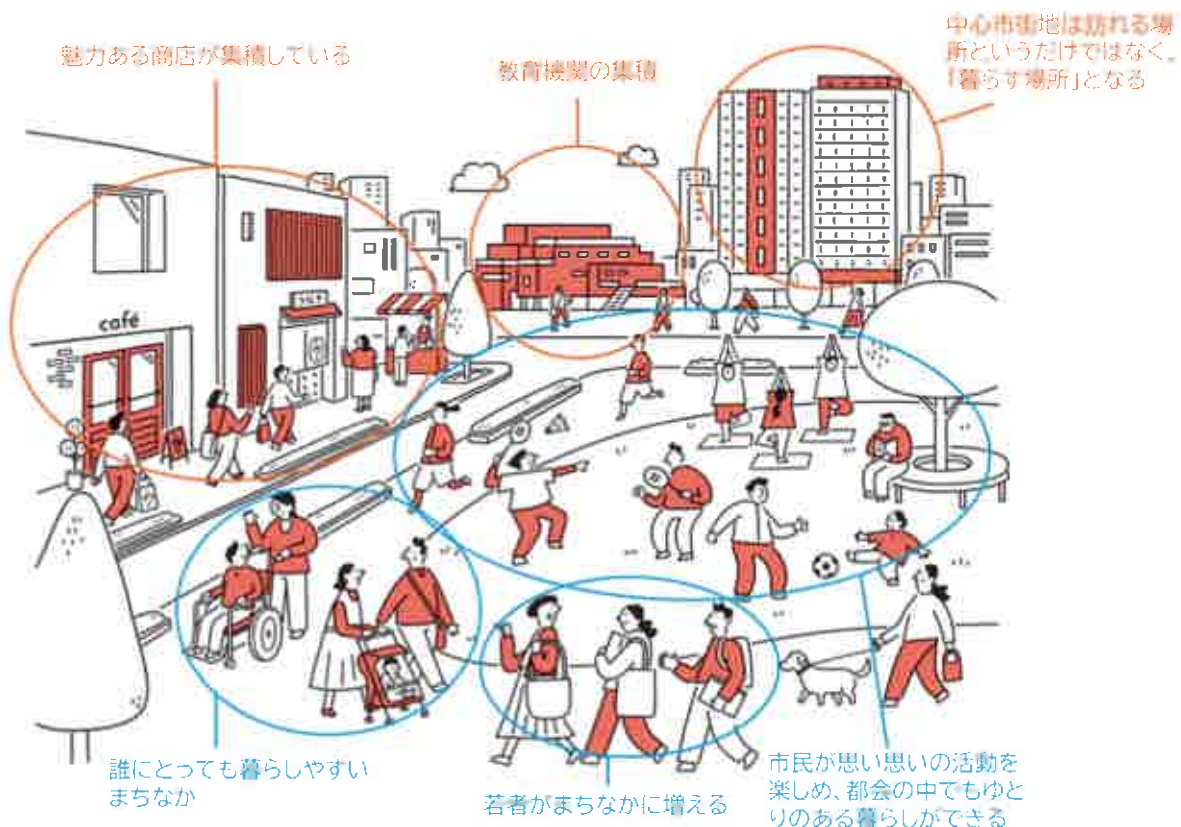 魅力ある商店が集積している
教育機関の集積
中心市街地は訪れる場
所というだけではなく、
「暮らす場所」となる
café
誰にとっても暮らしやすい
まちなか
若者がまちなかに増える
市民が思い思いの活動を
楽しめ、都会の中でもゆと
りのある暮らしができる